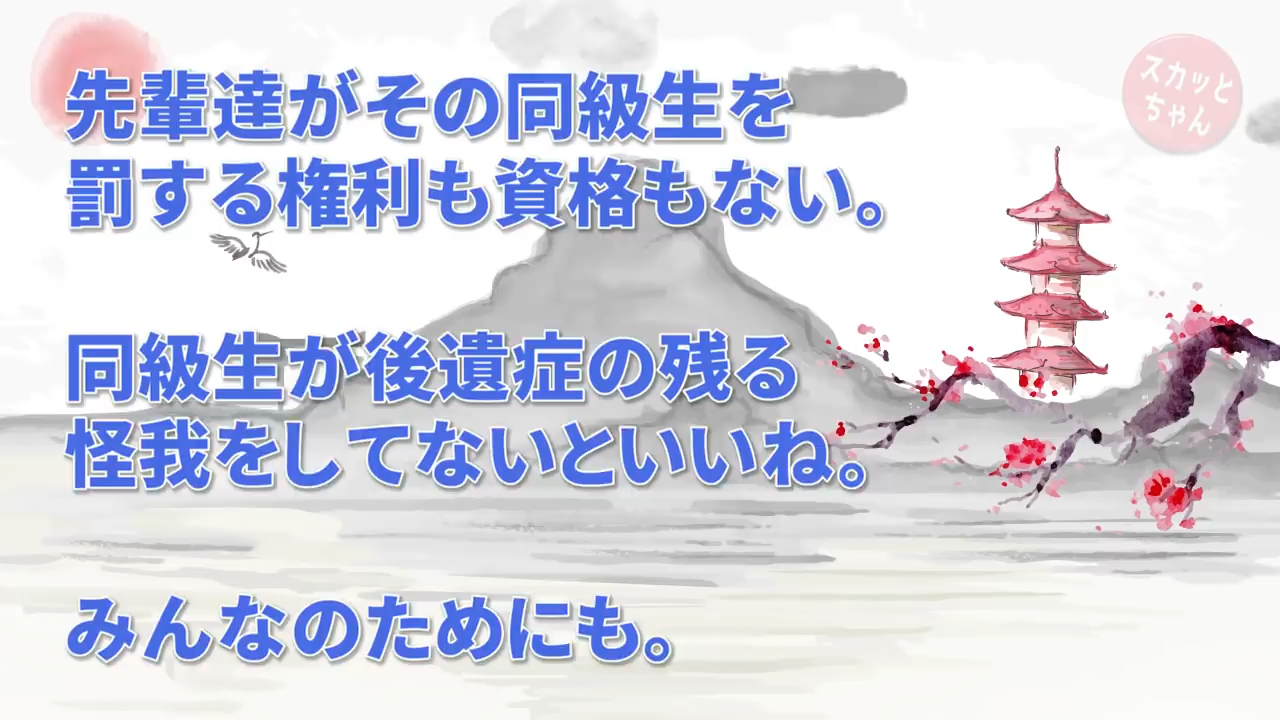 先輩達がその同級生を
罰する権利も資格もない。
同級生が後遺症の残る
怪我をしてないといいね。
みんなのためにも。
スカッと
ちゃん